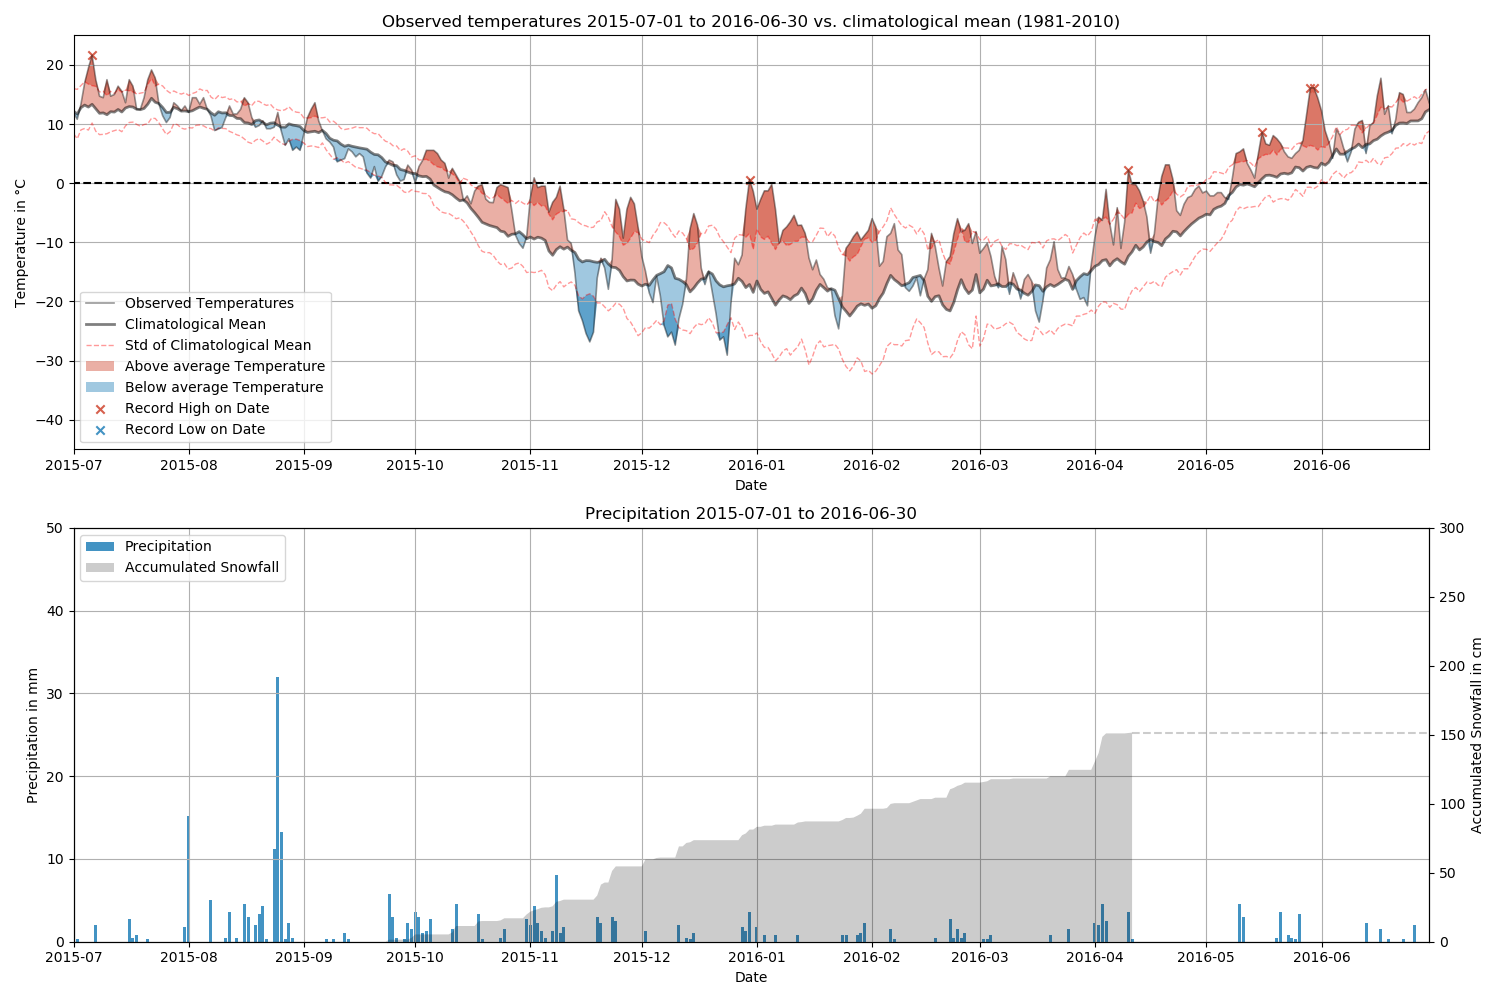 Observed temperatures 2015-07-01 to 2016-06-30 vs. climatological mean (1981-2010)
Temperature in °C
20
10
0
−10
−20
−30
−40
Observed Temperatures
Climatological Mean
Std of Climatological Mean
Above average Temperature
Below average Temperature
Record High on Date
Record Low on Date
2015-07 2015-08 2015-09 2015-10 2015-11 2015-12 2016-01 2016-02 2016-03 2016-04 2016-05 2016-06
Date
Precipitation 2015-07-01 to 2016-06-30
Precipitation in mm
50
40
30
20
10
0
Precipitation
Accumulated Snowfall
300
250
200
150
100
50
0
Accumulated Snowfall in cm
2015-07 2015-08 2015-09 2015-10 2015-11 2015-12 2016-01 2016-02 2016-03 2016-04 2016-05 2016-06
Date